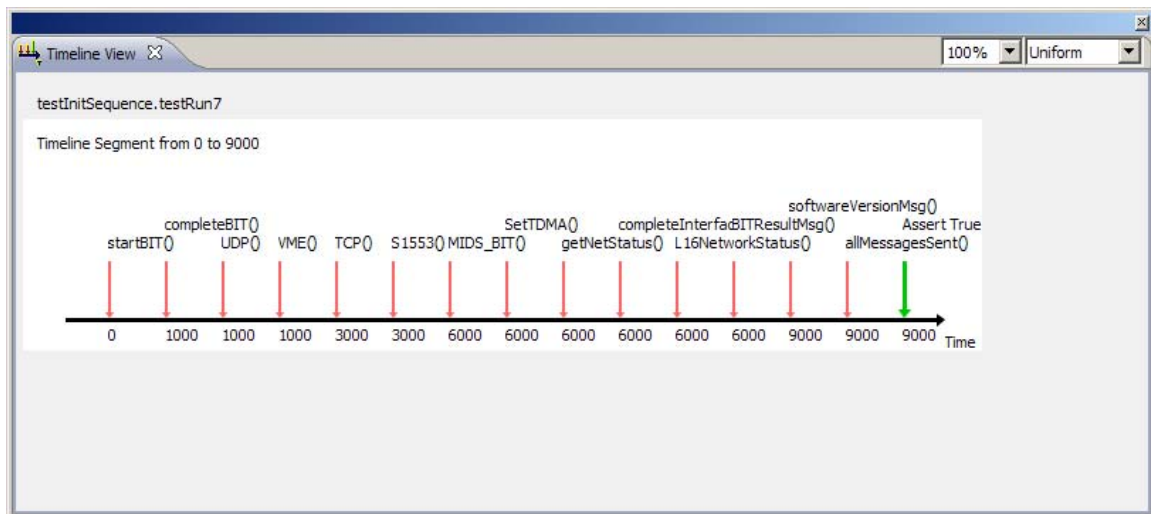 Timeline View
100% Uniform
testInitSequence.testRun7
Timeline Segment from 0 to 9000
softwareVersionMsg()
completeBIT() SetTDMA() completeInterfacBITResultMsg() Assert True
startBIT() UDP() VME() TCP() S1553() MIDS_BIT() getNetStatus() L16NetworkStatus() allMessagesSent()
0 1000 1000 1000 3000 3000 6000 6000 6000 6000 6000 6000 9000 9000 9000 Time